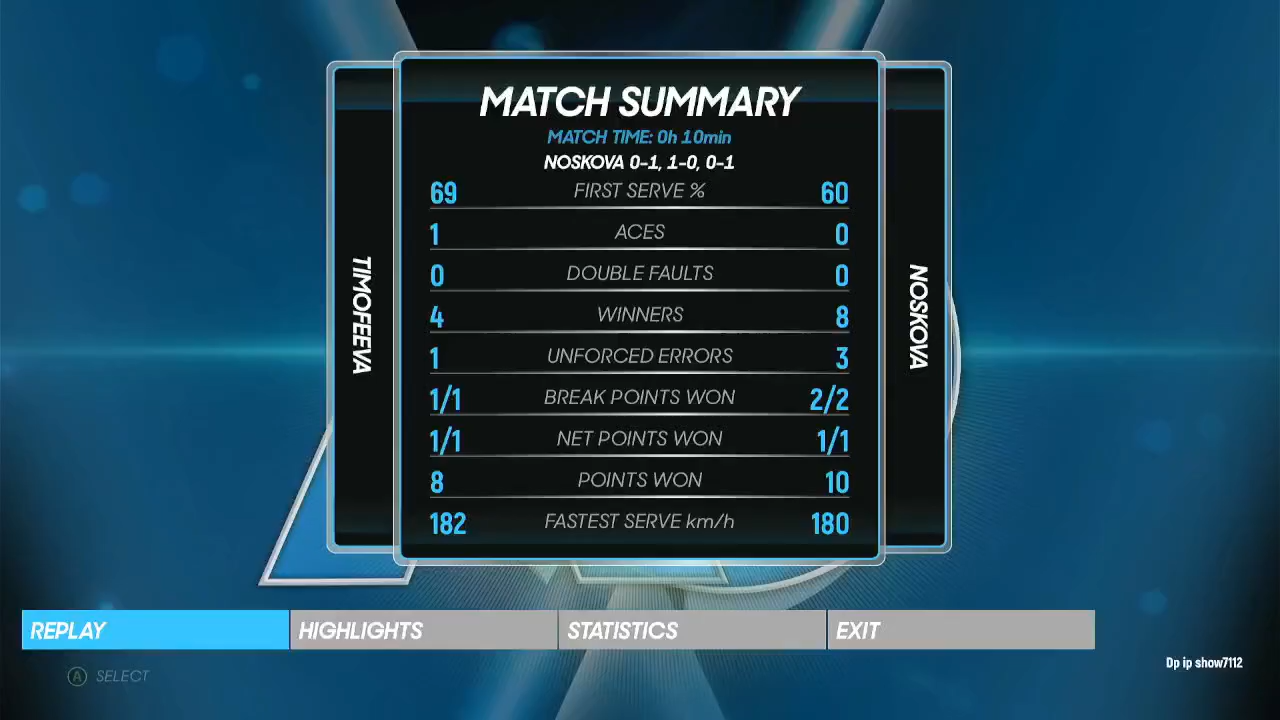 MATCH SUMMARY
MATCH TIME: 0h 10min
NOSKOVA 0-1, 1-0, 0-1
TIMOFEEVA
69 FIRST SERVE % 60
1 ACES 0
0 DOUBLE FAULTS 0
4 WINNERS 8
1 UNFORCED ERRORS 3
1/1 BREAK POINTS WON 2/2
1/1 NET POINTS WON 1/1
8 POINTS WON 10
182 FASTEST SERVE km/h 180
NOSKOVA
REPLAY HIGHLIGHTS STATISTICS EXIT
A SELECT
Dp ip show7112